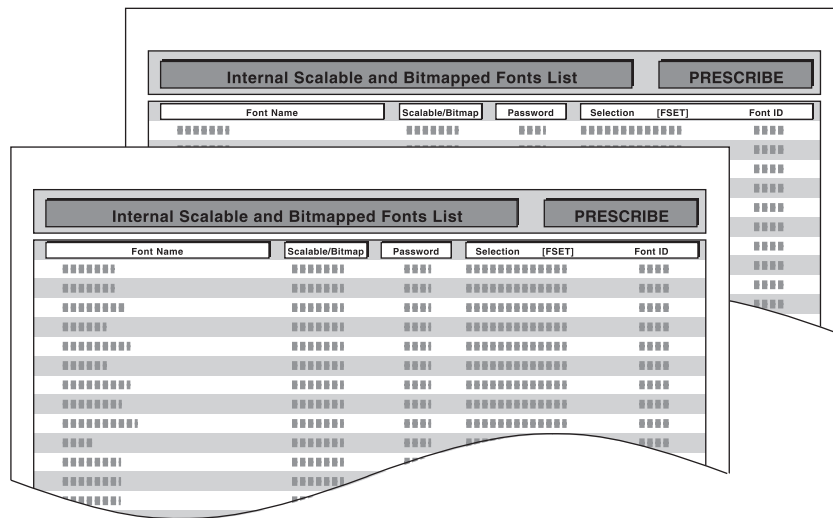 Internal Scalable and Bitmapped Fonts List PRESCRIBE
Font Name Scalable/Bitmap Password Selection [FSET] Font ID
Internal Scalable and Bitmapped Fonts List PRESCRIBE
Font Name Scalable/Bitmap Password Selection [FSET] Font ID